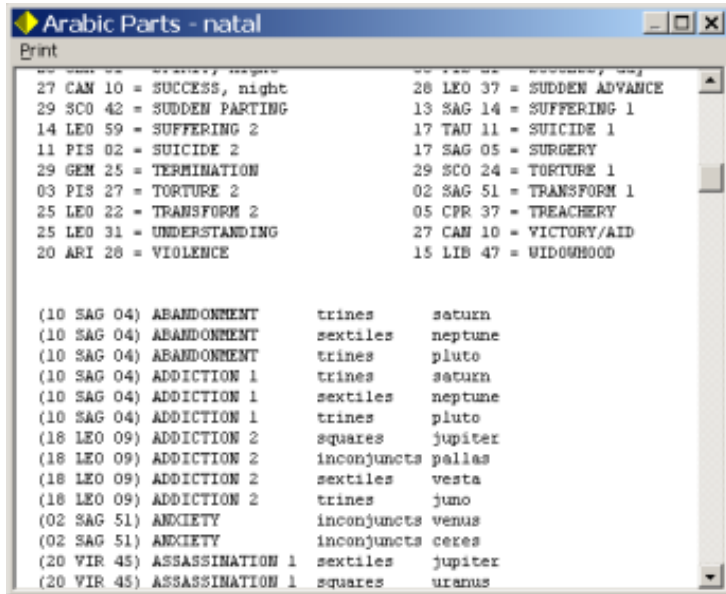 Arabic Parts - natal
Print
27 CAN 10 = SUCCESS, night 28 LEO 37 = SUDDEN ADVANCE
29 SCO 42 = SUDDEN PARTING 13 SAG 14 = SUFFERING 1
14 LEO 59 = SUFFERING 2 17 TAU 11 = SUICIDE 1
11 PIS 02 = SUICIDE 2 17 SAG 05 = SURGERY
29 GEM 25 = TERMINATION 29 SCO 24 = TORTURE 1
03 PIS 27 = TORTURE 2 02 SAG 51 = TRANSFORM 1
25 LEO 22 = TRANSFORM 2 05 CPR 37 = TREACHERY
25 LEO 31 = UNDERSTANDING 27 CAN 10 = VICTORY/AID
20 ARI 28 = VIOLENCE 15 LIB 47 = WIDOWHOOD
(10 SAG 04) ABANDONMENT trines saturn
(10 SAG 04) ABANDONMENT sextiles neptune
(10 SAG 04) ABANDONMENT trines pluto
(10 SAG 04) ADDICTION 1 trines saturn
(10 SAG 04) ADDICTION 1 sextiles neptune
(10 SAG 04) ADDICTION 1 trines pluto
(18 LEO 09) ADDICTION 2 squares jupiter
(18 LEO 09) ADDICTION 2 inconjuncts pallas
(18 LEO 09) ADDICTION 2 sextiles vesta
(18 LEO 09) ADDICTION 2 trines juno
(02 SAG 51) ANXIETY inconjuncts venus
(02 SAG 51) ANXIETY inconjuncts ceres
(20 VIR 45) ASSASSINATION 1 sextiles jupiter
(20 VIR 45) ASSASSINATION 1 squares uranus